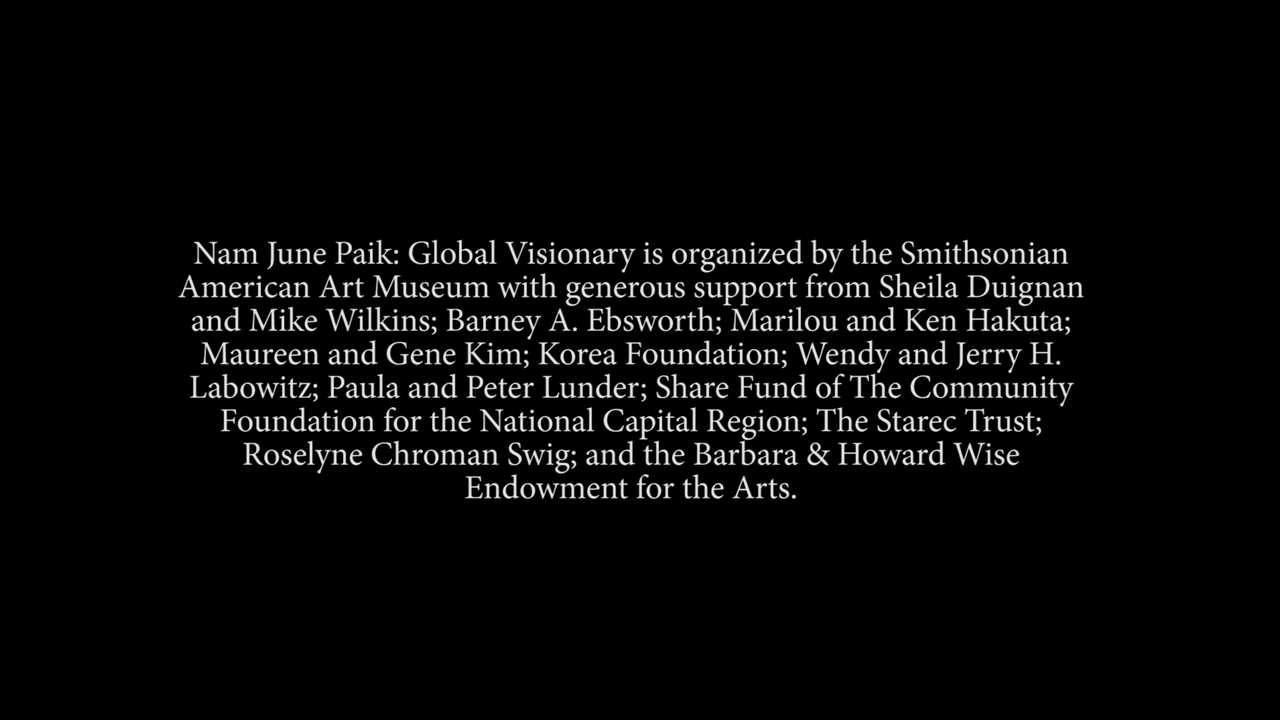 Nam June Paik: Global Visionary is organized by the Smithsonian
American Art Museum with generous support from Sheila Duignan
and Mike Wilkins; Barney A. Ebsworth; Marilou and Ken Hakuta;
Maureen and Gene Kim; Korea Foundation; Wendy and Jerry H.
Labowitz; Paula and Peter Lunder; Share Fund of The Community
Foundation for the National Capital Region; The Starec Trust;
Roselyne Chroman Swig; and the Barbara & Howard Wise
Endowment for the Arts.